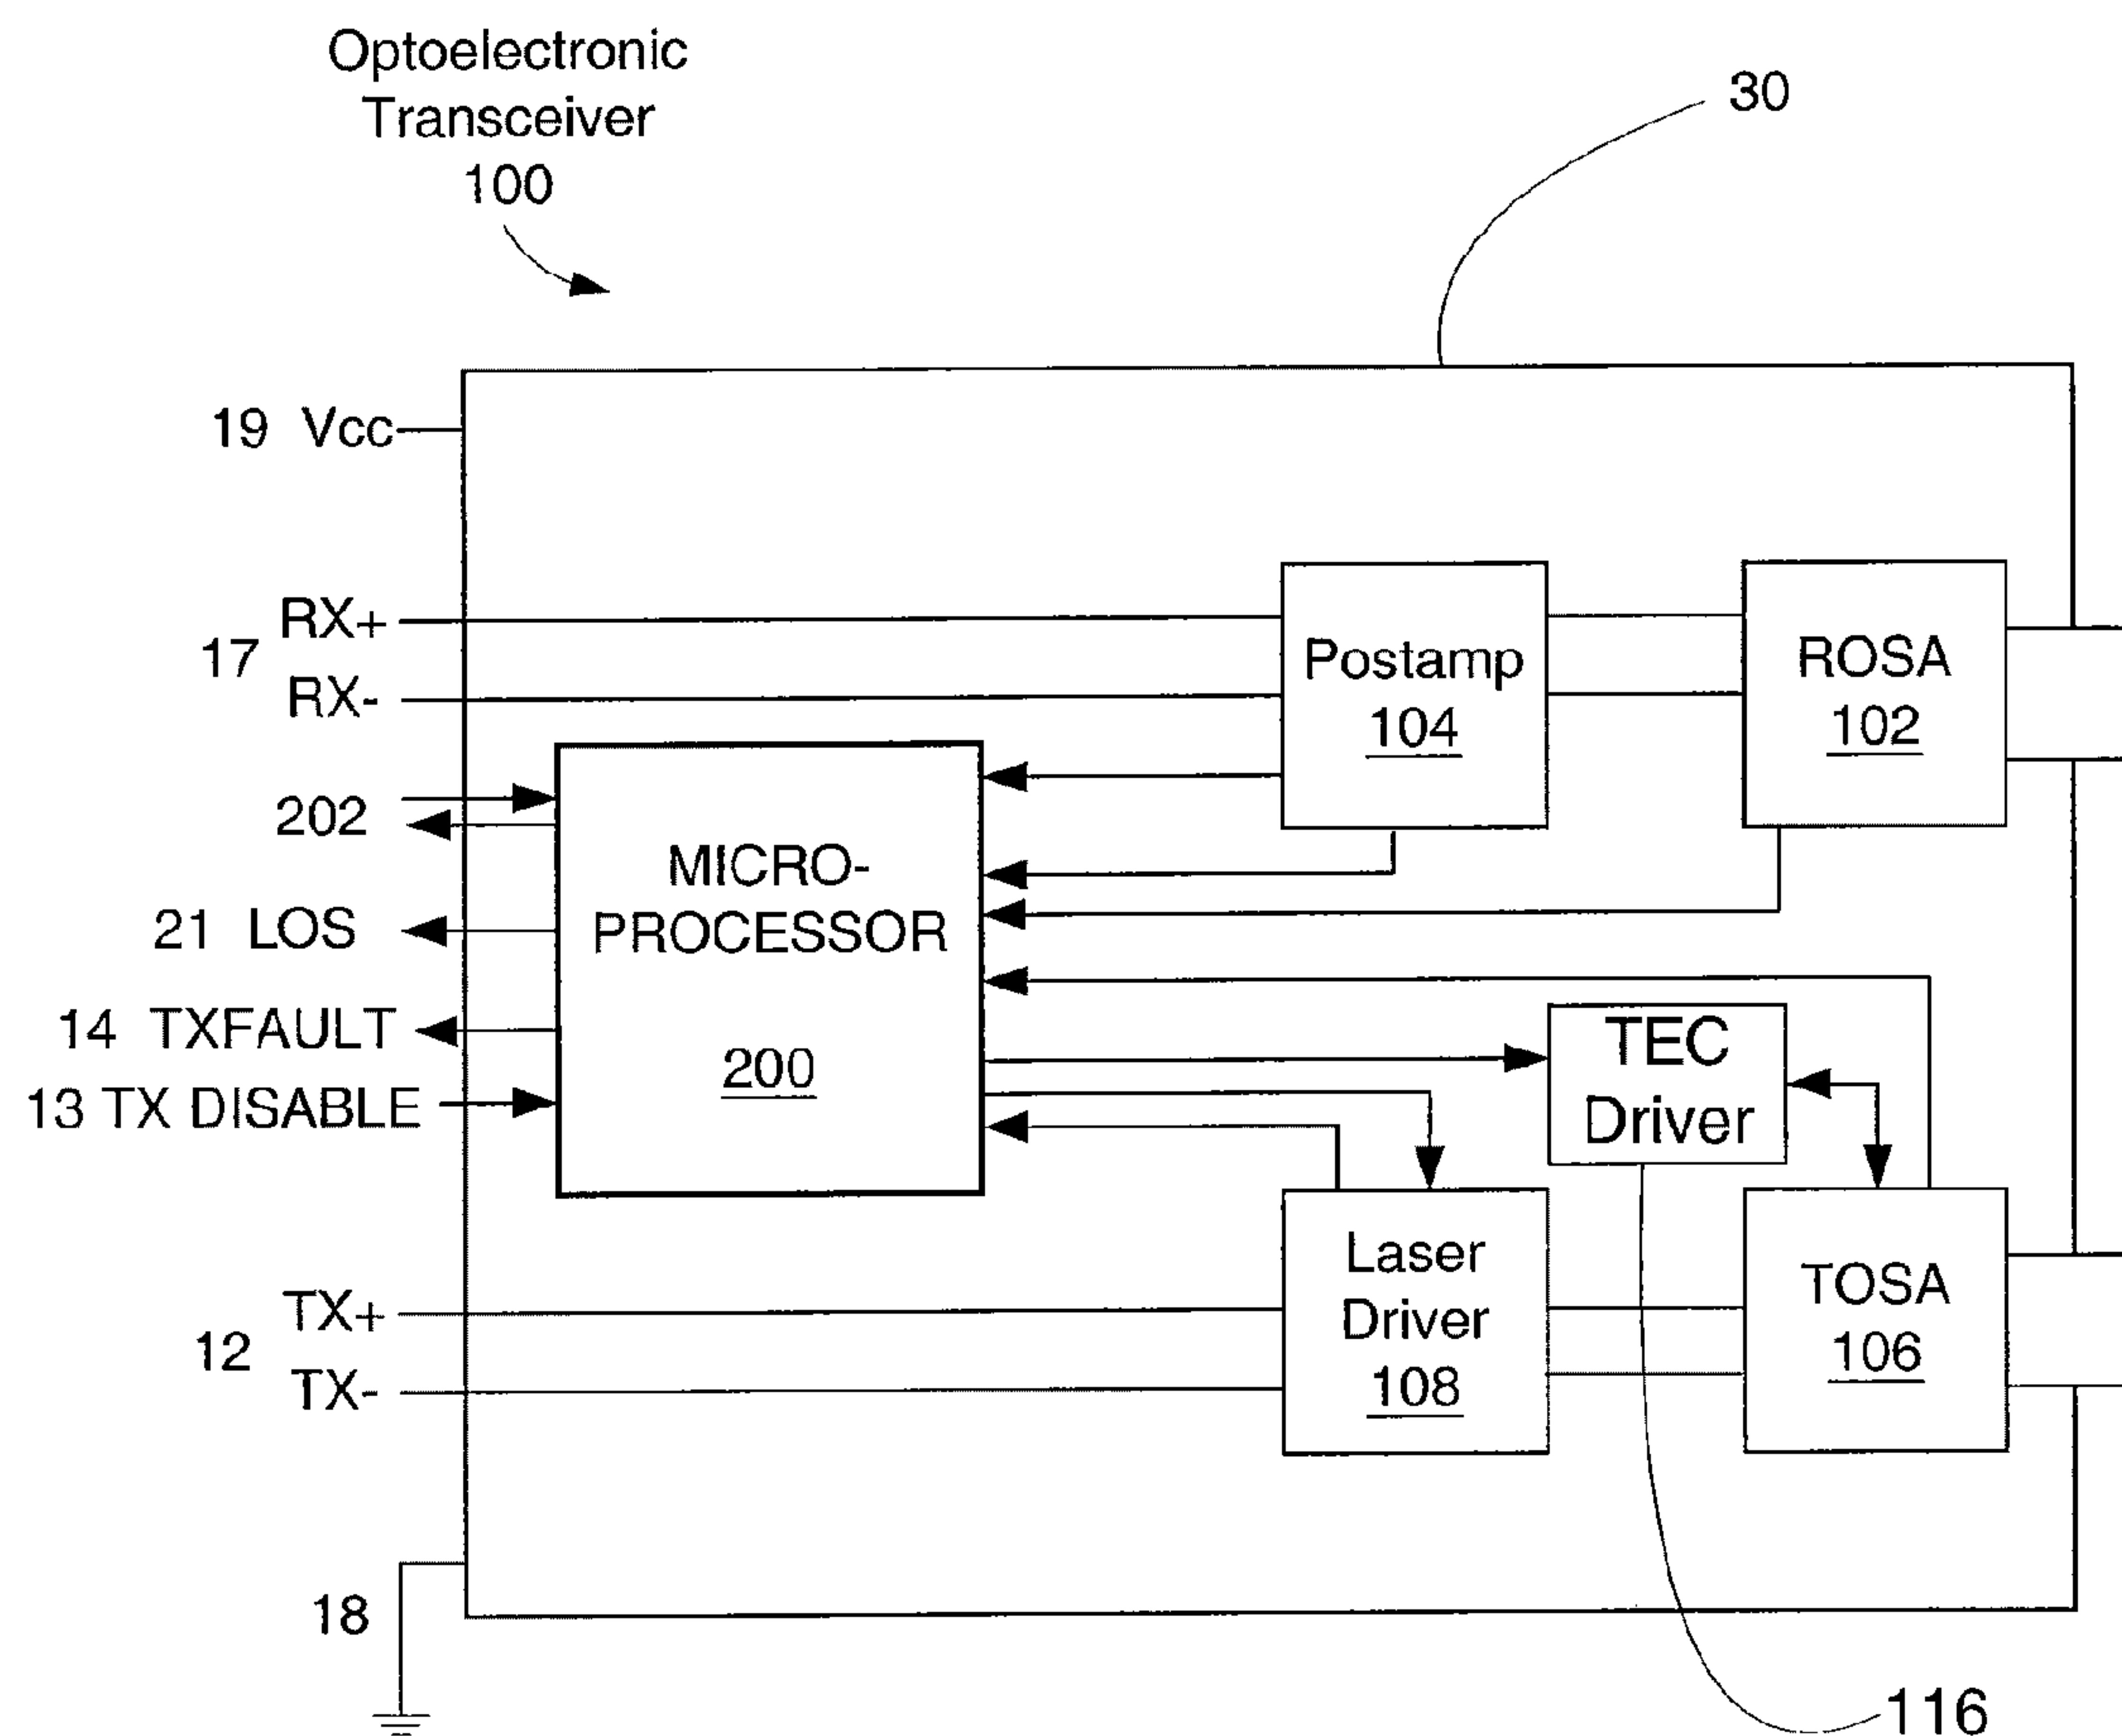 Optoelectronic
Transceiver
100
30
19 Vcc
RX+
17
RX-
Postamp
104
ROSA
102
202
MICRO-
PROCESSOR
200
21 LOS
14 TXFAULT
13 TX DISABLE
TEC
Driver
Laser
Driver
108
TOSA
106
TX+
12
TX-
18
116